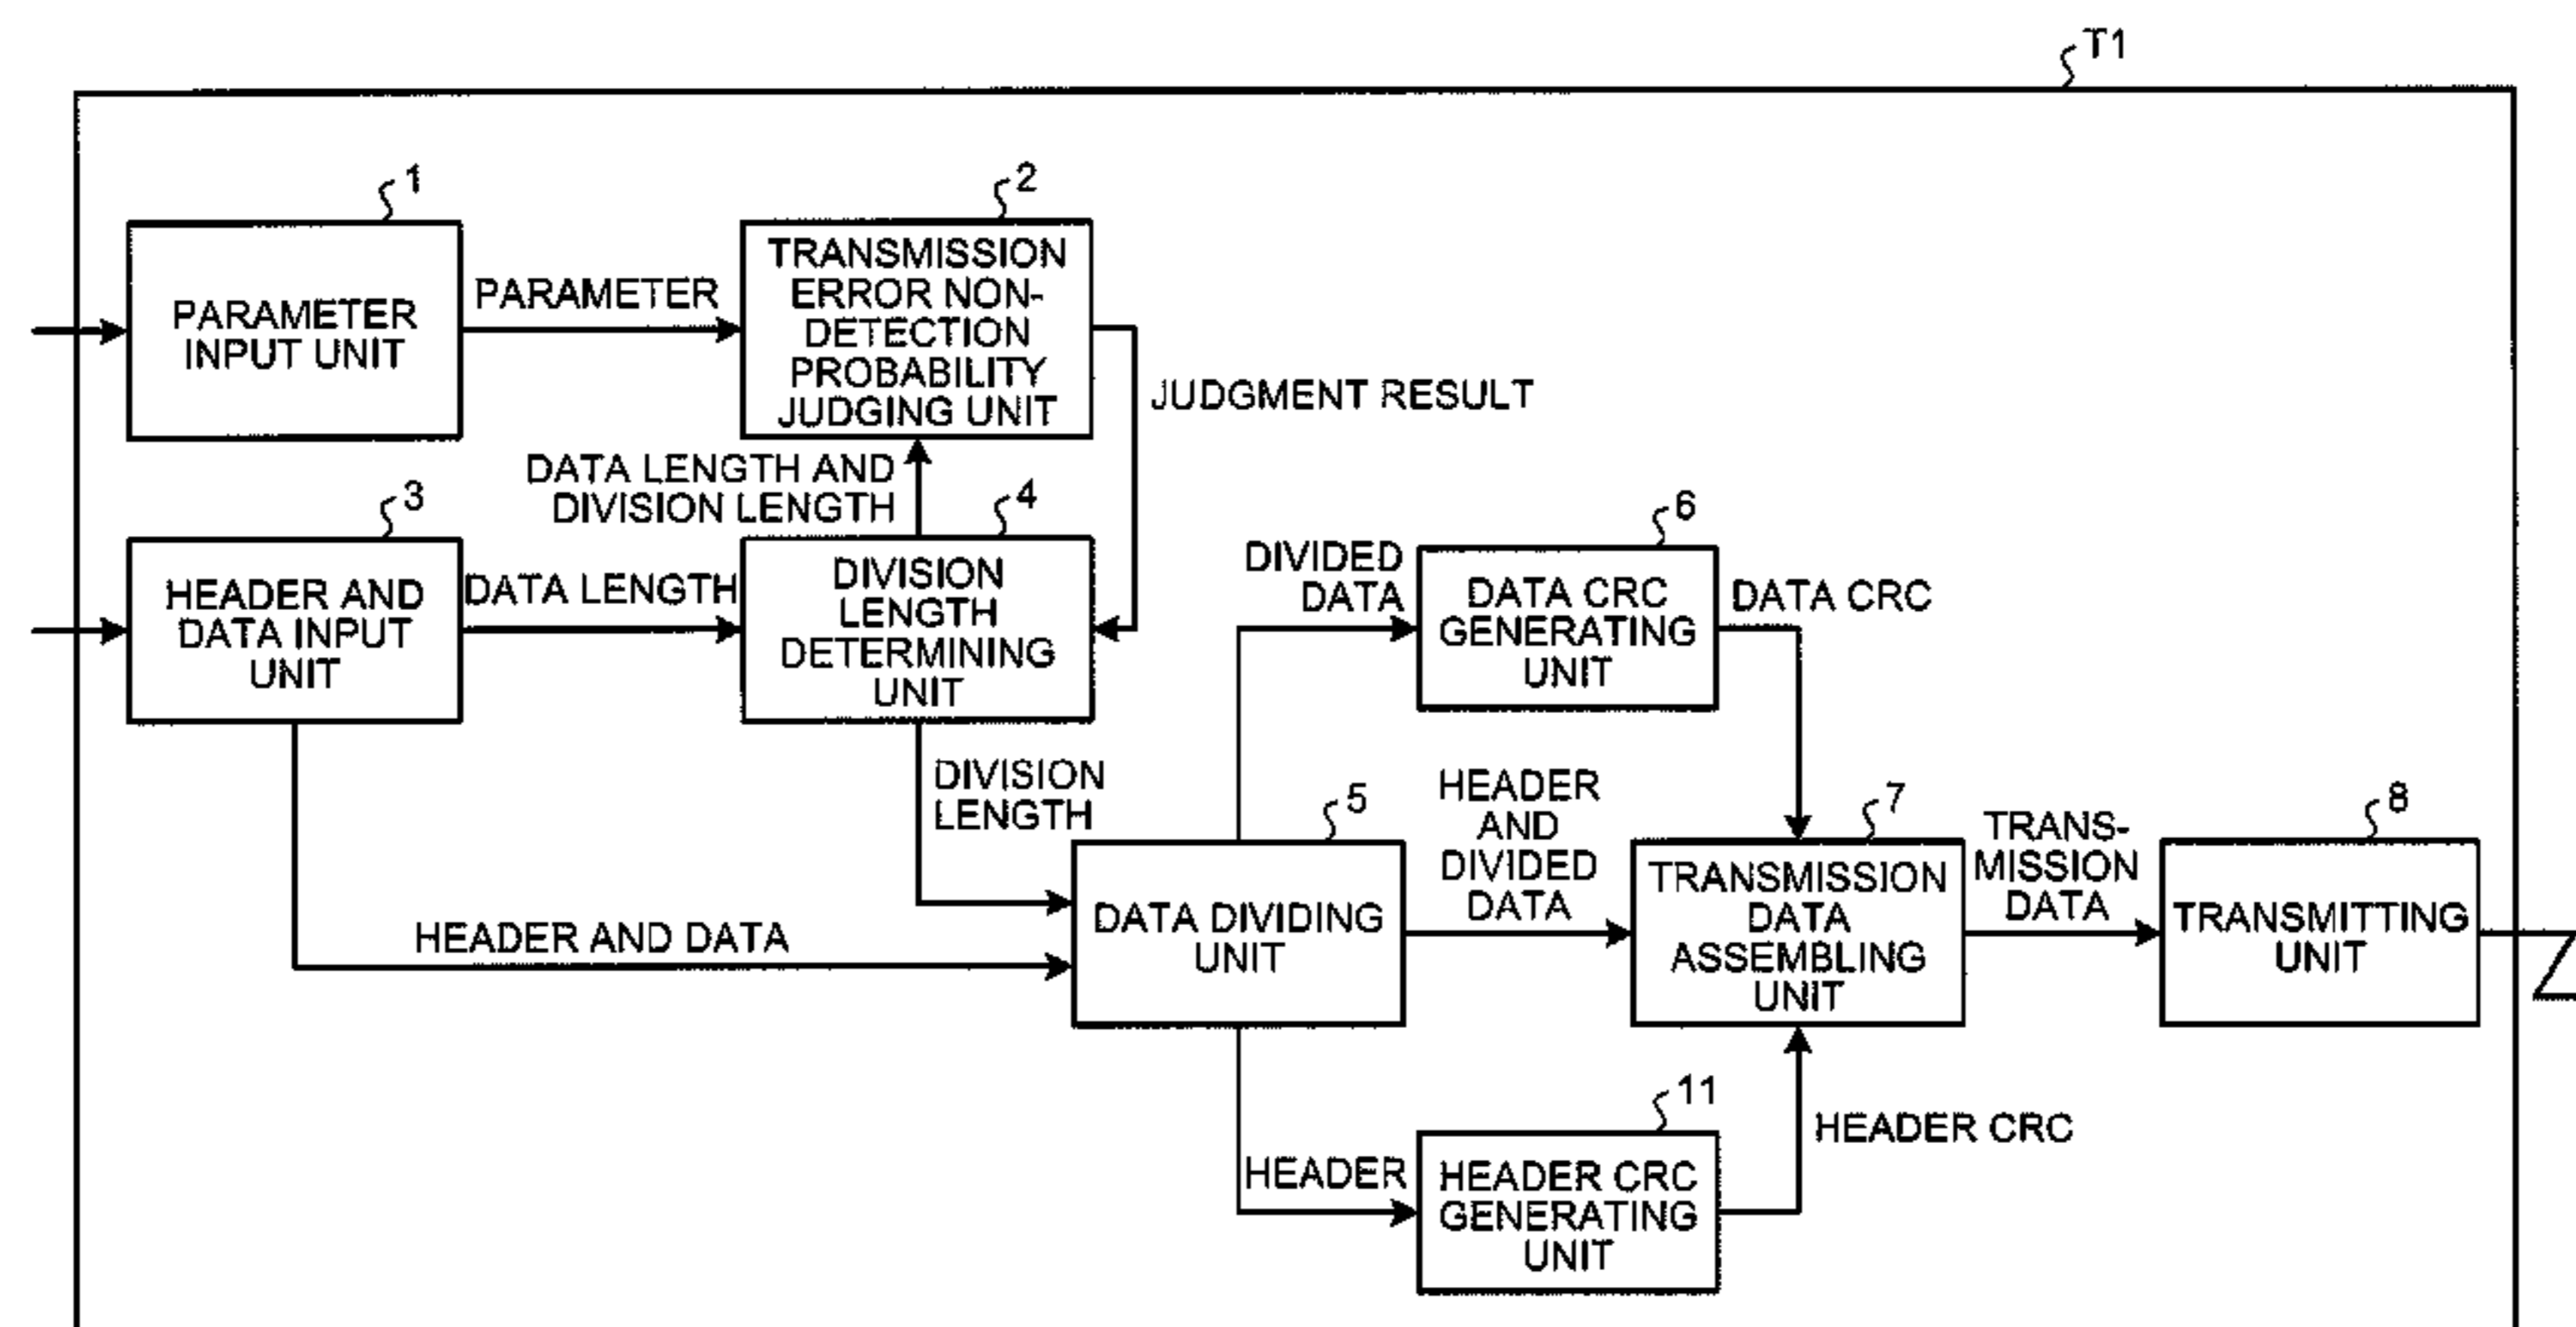 T1
1
PARAMETER
INPUT UNIT
PARAMETER
2
TRANSMISSION
ERROR NON-
DETECTION
PROBABILITY
JUDGING UNIT
JUDGMENT RESULT
DATA LENGTH AND
DIVISION LENGTH
3
HEADER AND
DATA INPUT
UNIT
DATA LENGTH
4
DIVISION
LENGTH
DETERMINING
UNIT
DIVISION
LENGTH
HEADER AND DATA
5
DATA DIVIDING
UNIT
DIVIDED
DATA
6
DATA CRC
GENERATING
UNIT
DATA CRC
HEADER
AND
DIVIDED
DATA
7
TRANSMISSION
DATA
ASSEMBLING
UNIT
TRANS-
MISSION
DATA
8
TRANSMITTING
UNIT
HEADER
11
HEADER CRC
GENERATING
UNIT
HEADER CRC